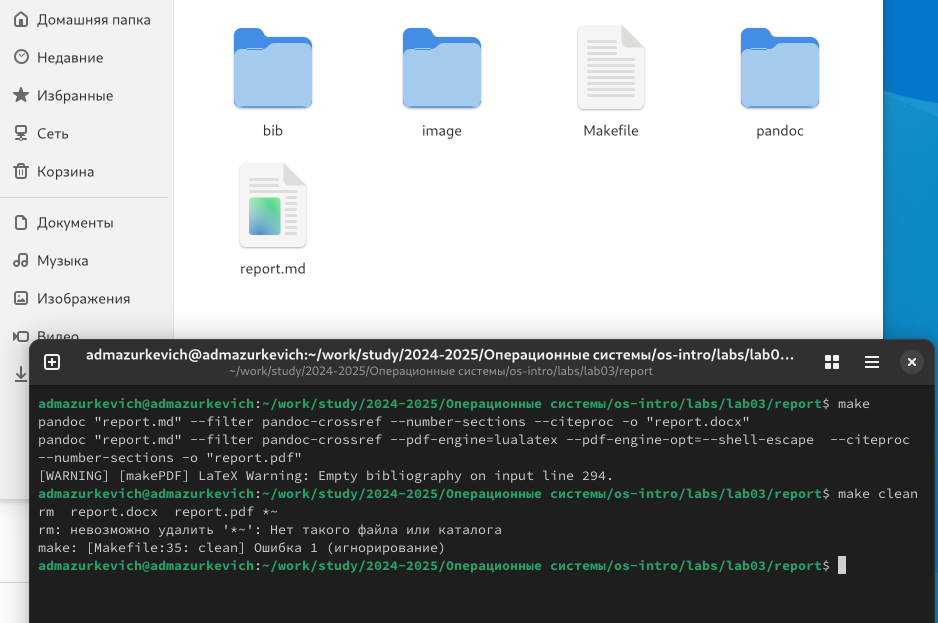 Домашняя папка
Недавние
Избранные
Сеть
Корзина
Документы
Музыка
Изображения
Видео
bib
image
Makefile
pandoc
report.md
admazurkevich@admazurkevich:~/work/study/2024-2025/Операционные системы/os-intro/labs/lab0…
~/work/study/2024-2025/Операционные системы/os-intro/labs/lab03/report
admazurkevich@admazurkevich:~/work/study/2024-2025/Операционные системы/os-intro/labs/lab03/report$ make
pandoc "report.md" --filter pandoc-crossref --number-sections --citeproc -o "report.docx"
pandoc "report.md" --filter pandoc-crossref --pdf-engine=lualatex --pdf-engine-opt=--shell-escape  --citeproc
--number-sections -o "report.pdf"
[WARNING] [makePDF] LaTeX Warning: Empty bibliography on input line 294.
admazurkevich@admazurkevich:~/work/study/2024-2025/Операционные системы/os-intro/labs/lab03/report$ make clean
rm  report.docx  report.pdf *~
rm: невозможно удалить '*~': Нет такого файла или каталога
make: [Makefile:35: clean] Ошибка 1 (игнорирование)
admazurkevich@admazurkevich:~/work/study/2024-2025/Операционные системы/os-intro/labs/lab03/report$